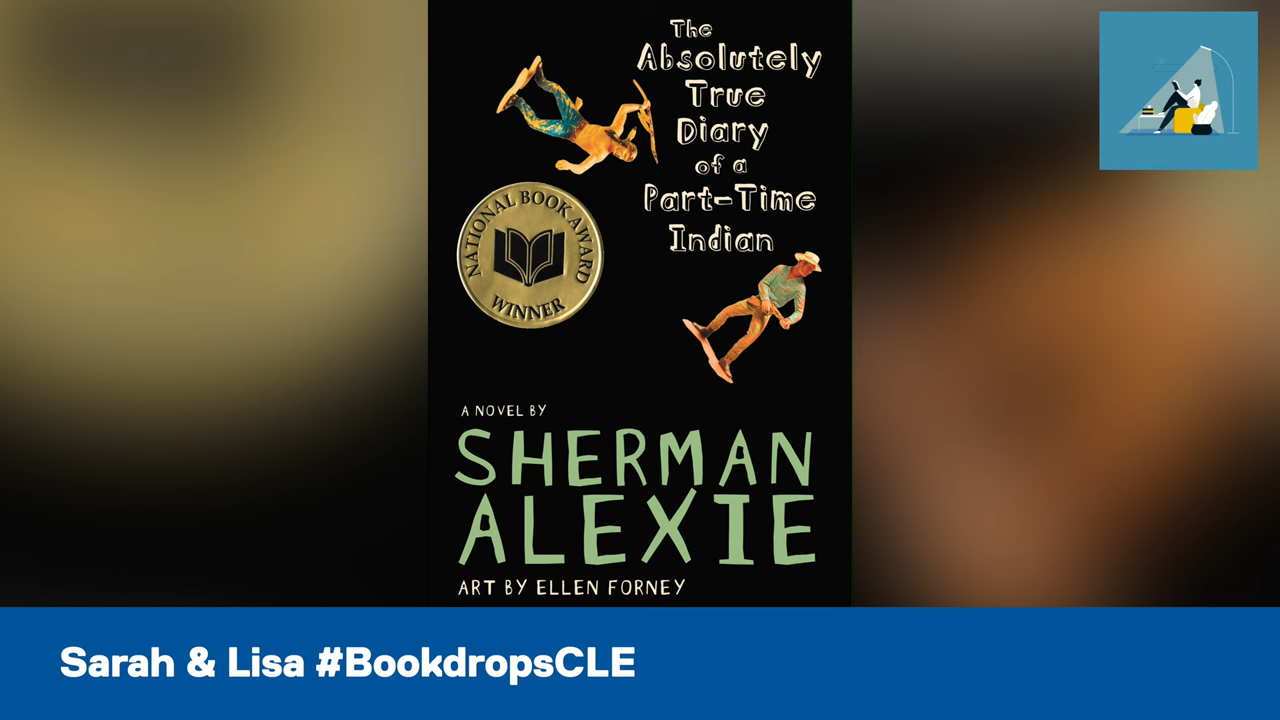 The
Absolutely
True
Diary
of a
Part-Time
Indian
NATIONAL BOOK AWARD
WINNER
A NOVEL BY
SHERMAN
ALEXIE
ART BY ELLEN FORNEY
Sarah & Lisa #BookdropsCLE